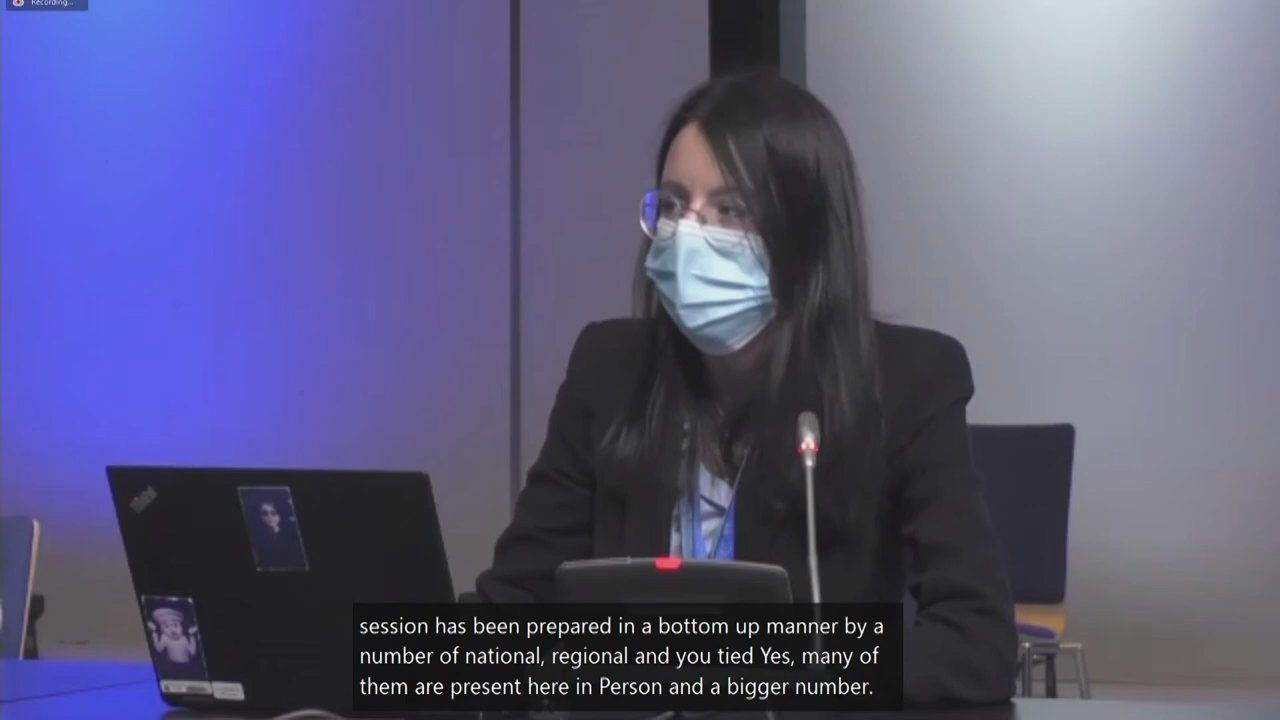 Recording...
session has been prepared in a bottom up manner by a
number of national, regional and you tied Yes, many of
them are present here in Person and a bigger number.